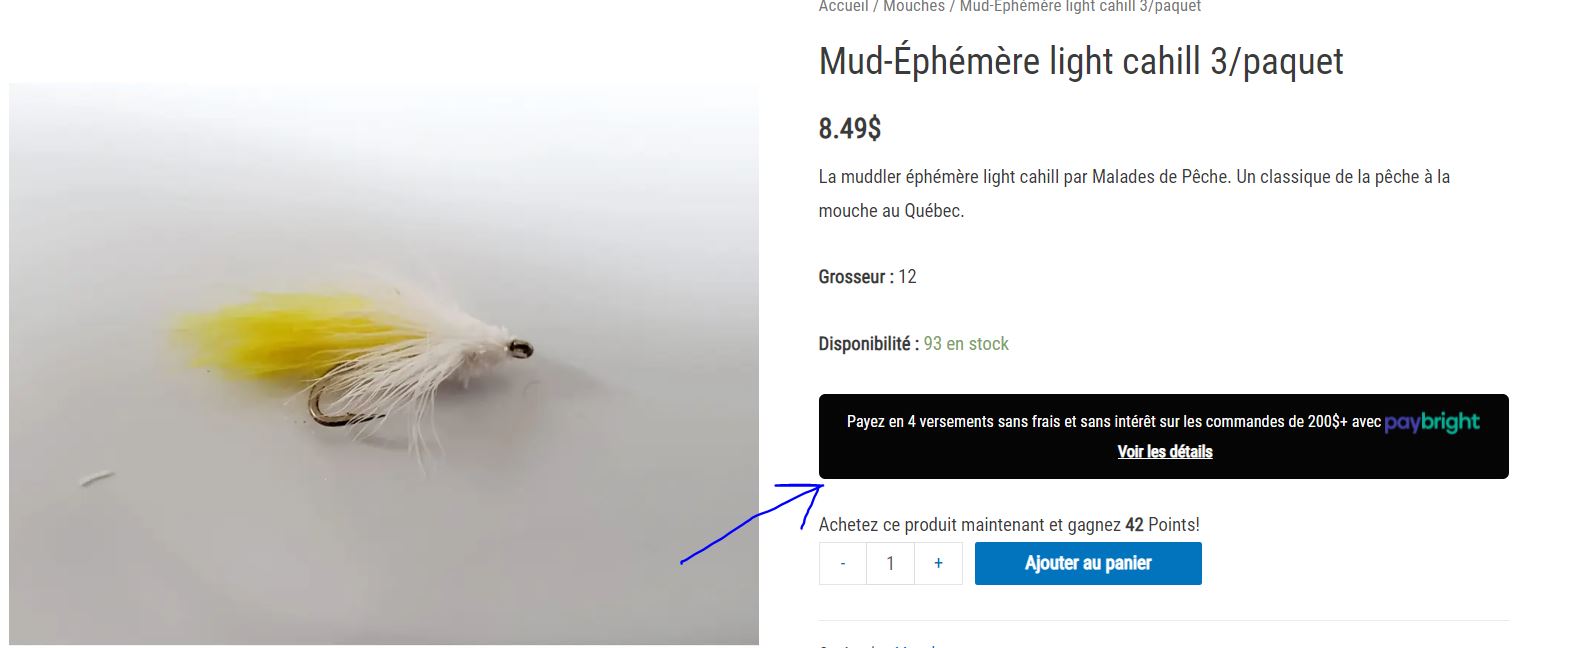 Accueil / Mouches / Mud-Éphémère light cahill 3/paquet
Mud-Éphémère light cahill 3/paquet
8.49$
La muddler éphémère light cahill par Malades de Pêche. Un classique de la pêche à la
mouche au Québec.
Grosseur : 12
Disponibilité : 93 en stock
Payez en 4 versements sans frais et sans intérêt sur les commandes de 200$+ avec paybright
Voir les détails
Achetez ce produit maintenant et gagnez 42 Points!
- 1 + Ajouter au panier